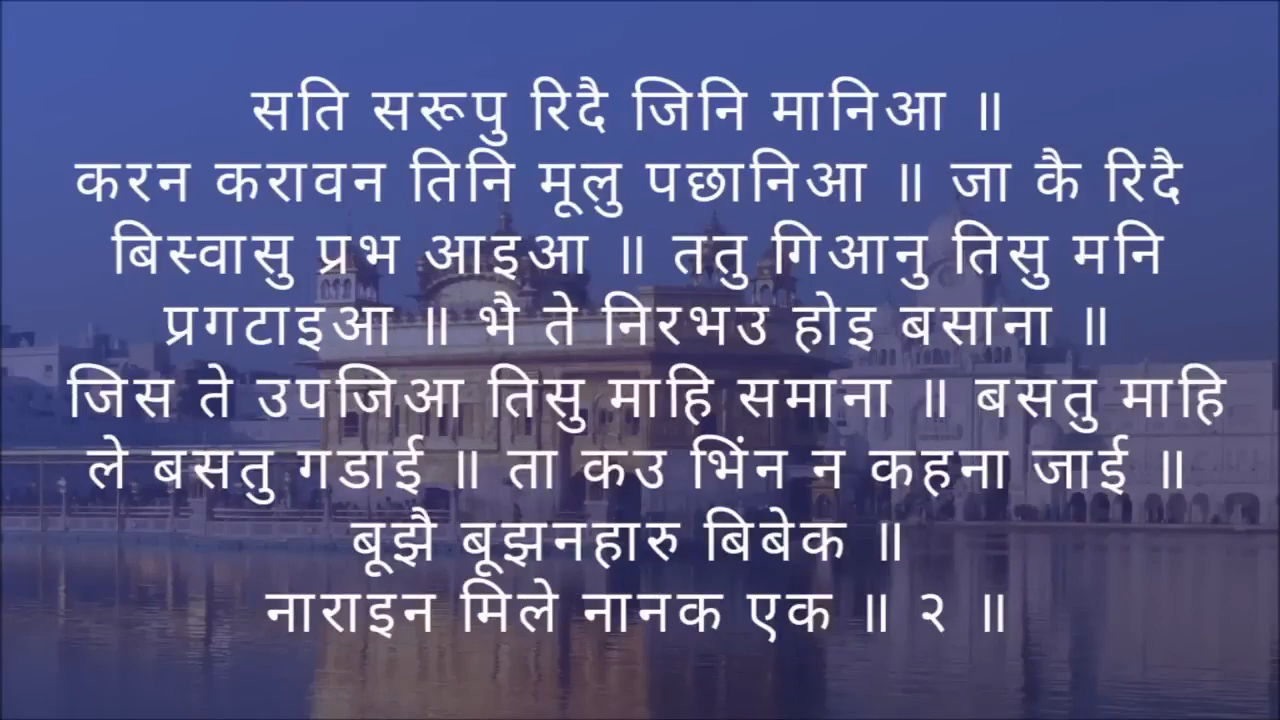 सति सरूपु रिदै जिनि मानिआ ॥
करन करावन तिनि मूलु पछानिआ ॥ जा कै रिदै
बिस्वासु प्रभ आइआ ॥ ततु गिआनु तिसु मनि
प्रगटाइआ ॥ भै ते निरभउ होइ बसाना ॥
जिस ते उपजिआ तिसु माहि समाना ॥ बसतु माहि
ले बसतु गडाई ॥ ता कउ भिंन न कहना जाई ॥
बूझै बूझनहारु बिबेक ॥
नाराइन मिले नानक एक ॥ २ ॥